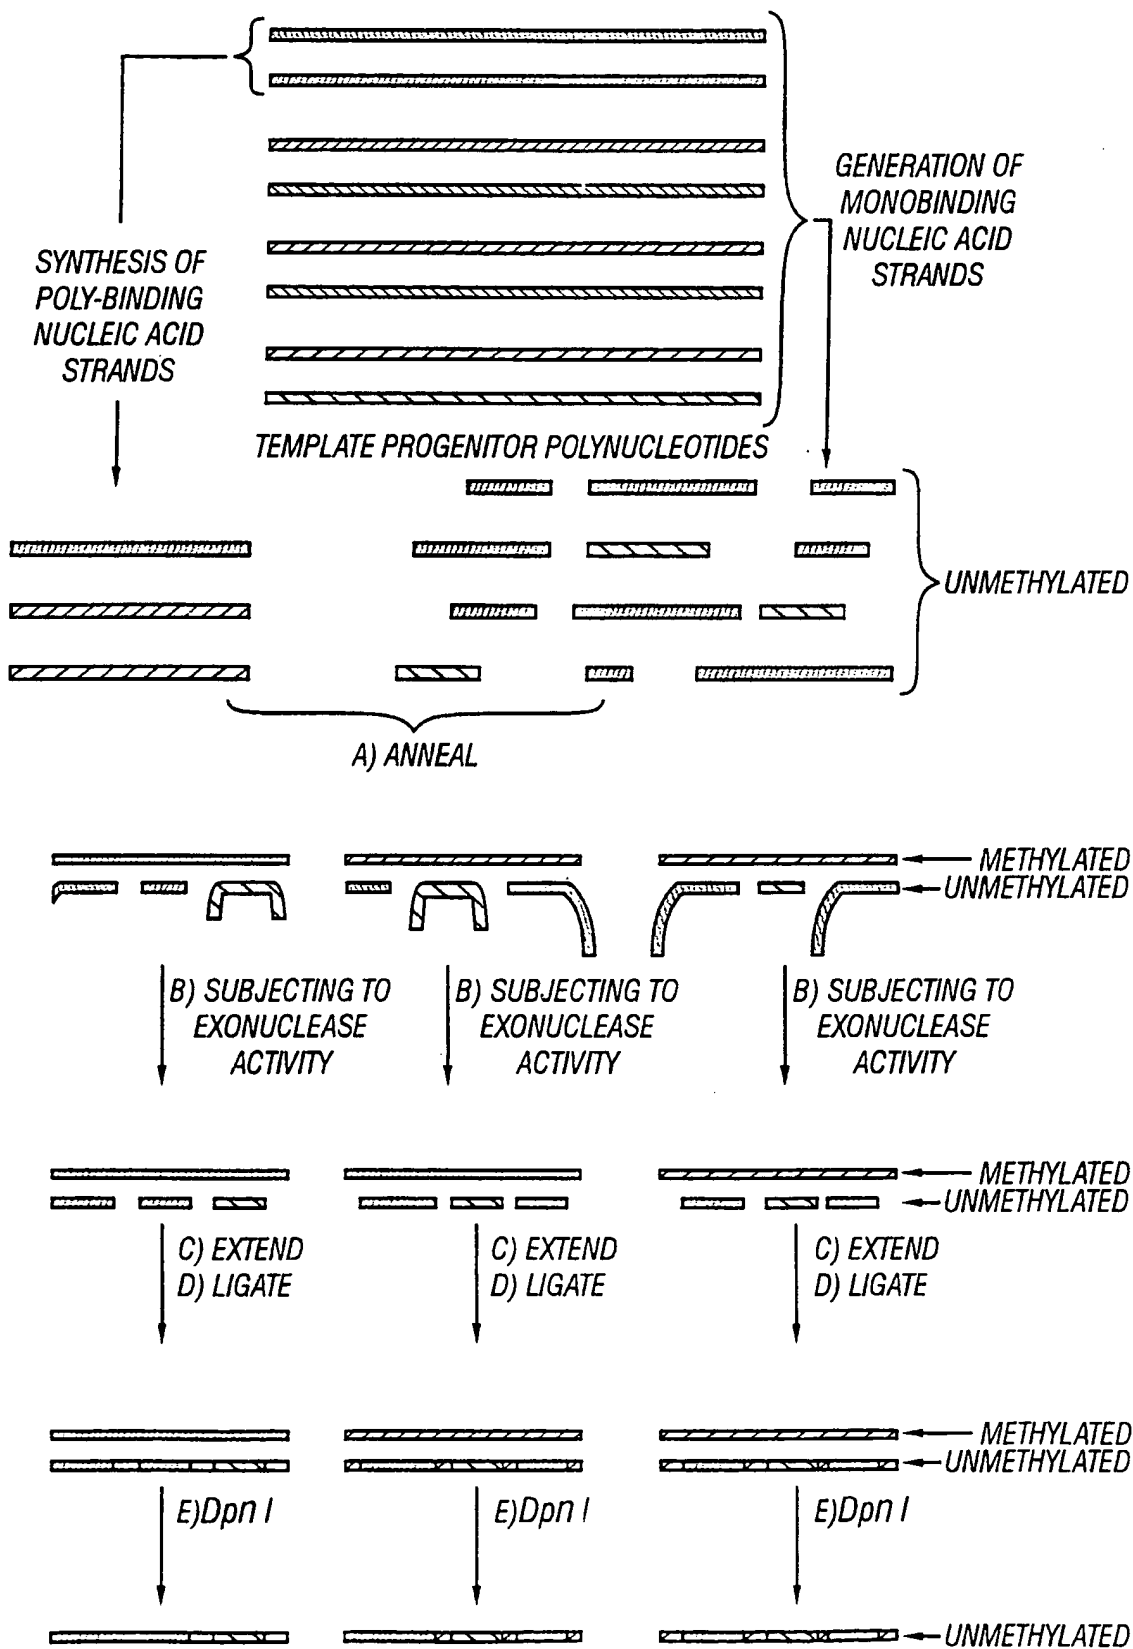 GENERATION OF
MONOBINDING
NUCLEIC ACID
STRANDS
SYNTHESIS OF
POLY-BINDING
NUCLEIC ACID
STRANDS
TEMPLATE PROGENITOR POLYNUCLEOTIDES
UNMETHYLATED
A) ANNEAL
METHYLATED
UNMETHYLATED
B) SUBJECTING TO
EXONUCLEASE
ACTIVITY
B) SUBJECTING TO
EXONUCLEASE
ACTIVITY
B) SUBJECTING TO
EXONUCLEASE
ACTIVITY
METHYLATED
UNMETHYLATED
C) EXTEND
D) LIGATE
C) EXTEND
D) LIGATE
C) EXTEND
D) LIGATE
METHYLATED
UNMETHYLATED
E)Dpn I
E)Dpn I
E)Dpn I
UNMETHYLATED